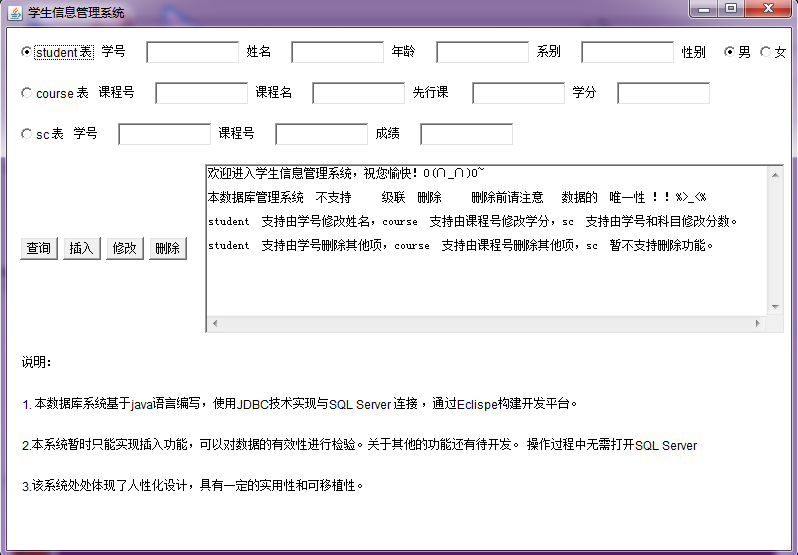 学生信息管理系统
student 表 学号 姓名 年龄 系别 性别 男 女
course 表 课程号 课程名 先行课 学分
sc 表 学号 课程号 成绩
欢迎进入学生信息管理系统，祝您愉快！O(∩_∩)O~
本数据库管理系统 不支持 级联 删除 删除前请注意 数据的 唯一性 ！！%>_<%
student 支持由学号修改姓名，course 支持由课程号修改学分，sc 支持由学号和科目修改分数。
student 支持由学号删除其他项，course 支持由课程号删除其他项，sc 暂不支持删除功能。
查询 插入 修改 删除
说明：
1. 本数据库系统基于java语言编写，使用JDBC技术实现与SQL Server 连接 ，通过Eclispe构建开发平台。
2.本系统暂时只能实现插入功能，可以对数据的有效性进行检验。关于其他的功能还有待开发。 操作过程中无需打开SQL Server
3.该系统处处体现了人性化设计，具有一定的实用性和可移植性。